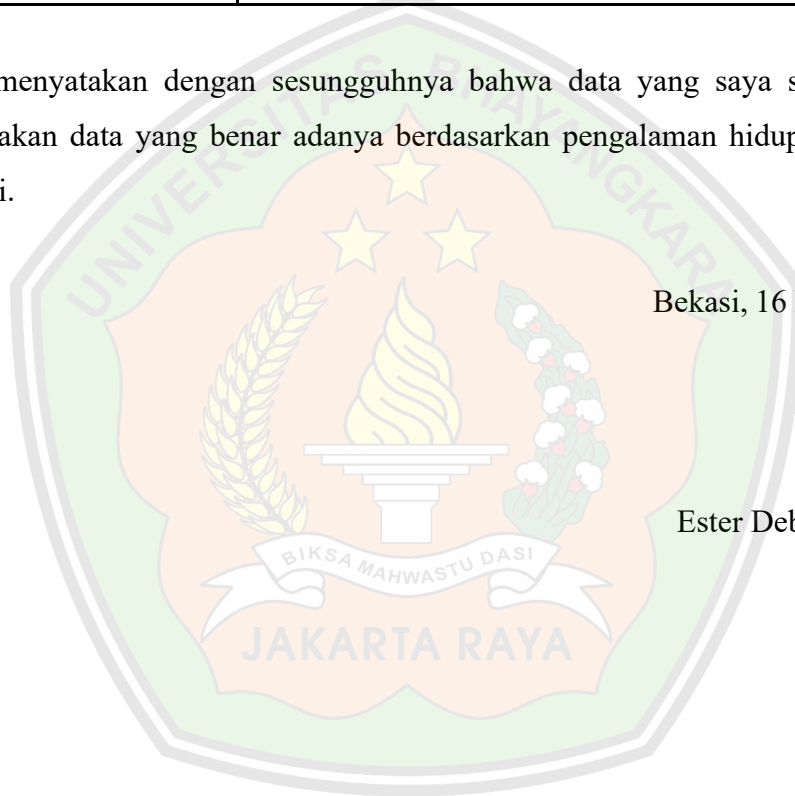 menyatakan dengan sesungguhnya bahwa data yang saya s
akan data yang benar adanya berdasarkan pengalaman hidup
i.
UNIVERSITAS BHAYANGKARA
Bekasi, 16
Ester Deb
BIKSA MAHWASTU DASI
JAKARTA RAYA